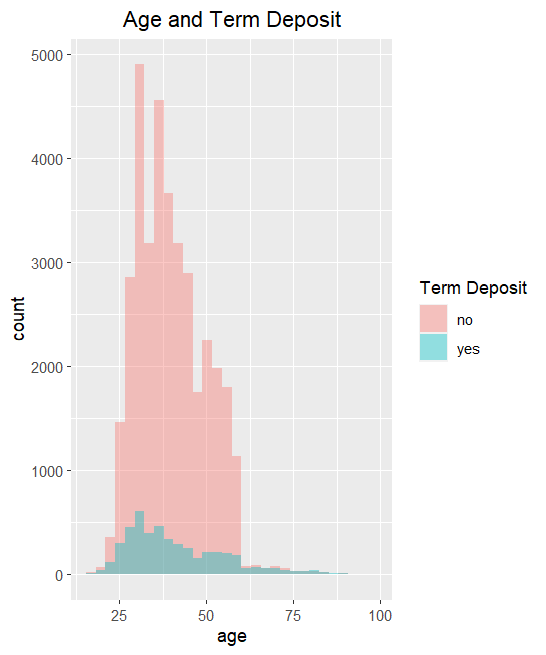 Age and Term Deposit
5000
4000
3000
2000
1000
0
count
25 50 75 100
age
Term Deposit
no
yes